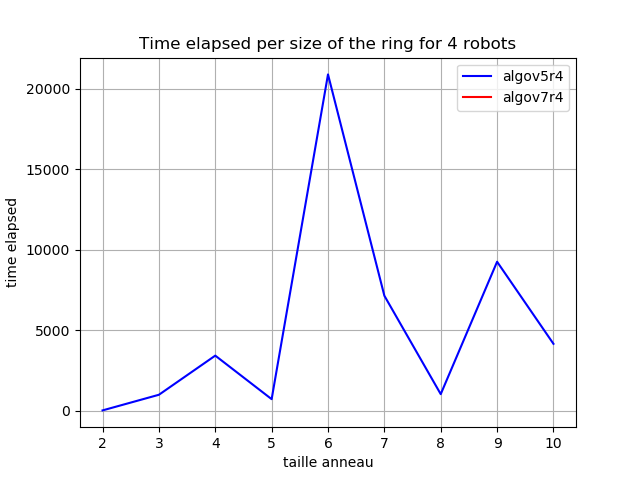 Time elapsed per size of the ring for 4 robots
algov5r4
algov7r4
20000
15000
10000
5000
0
time elapsed
2 3 4 5 6 7 8 9 10
taille anneau